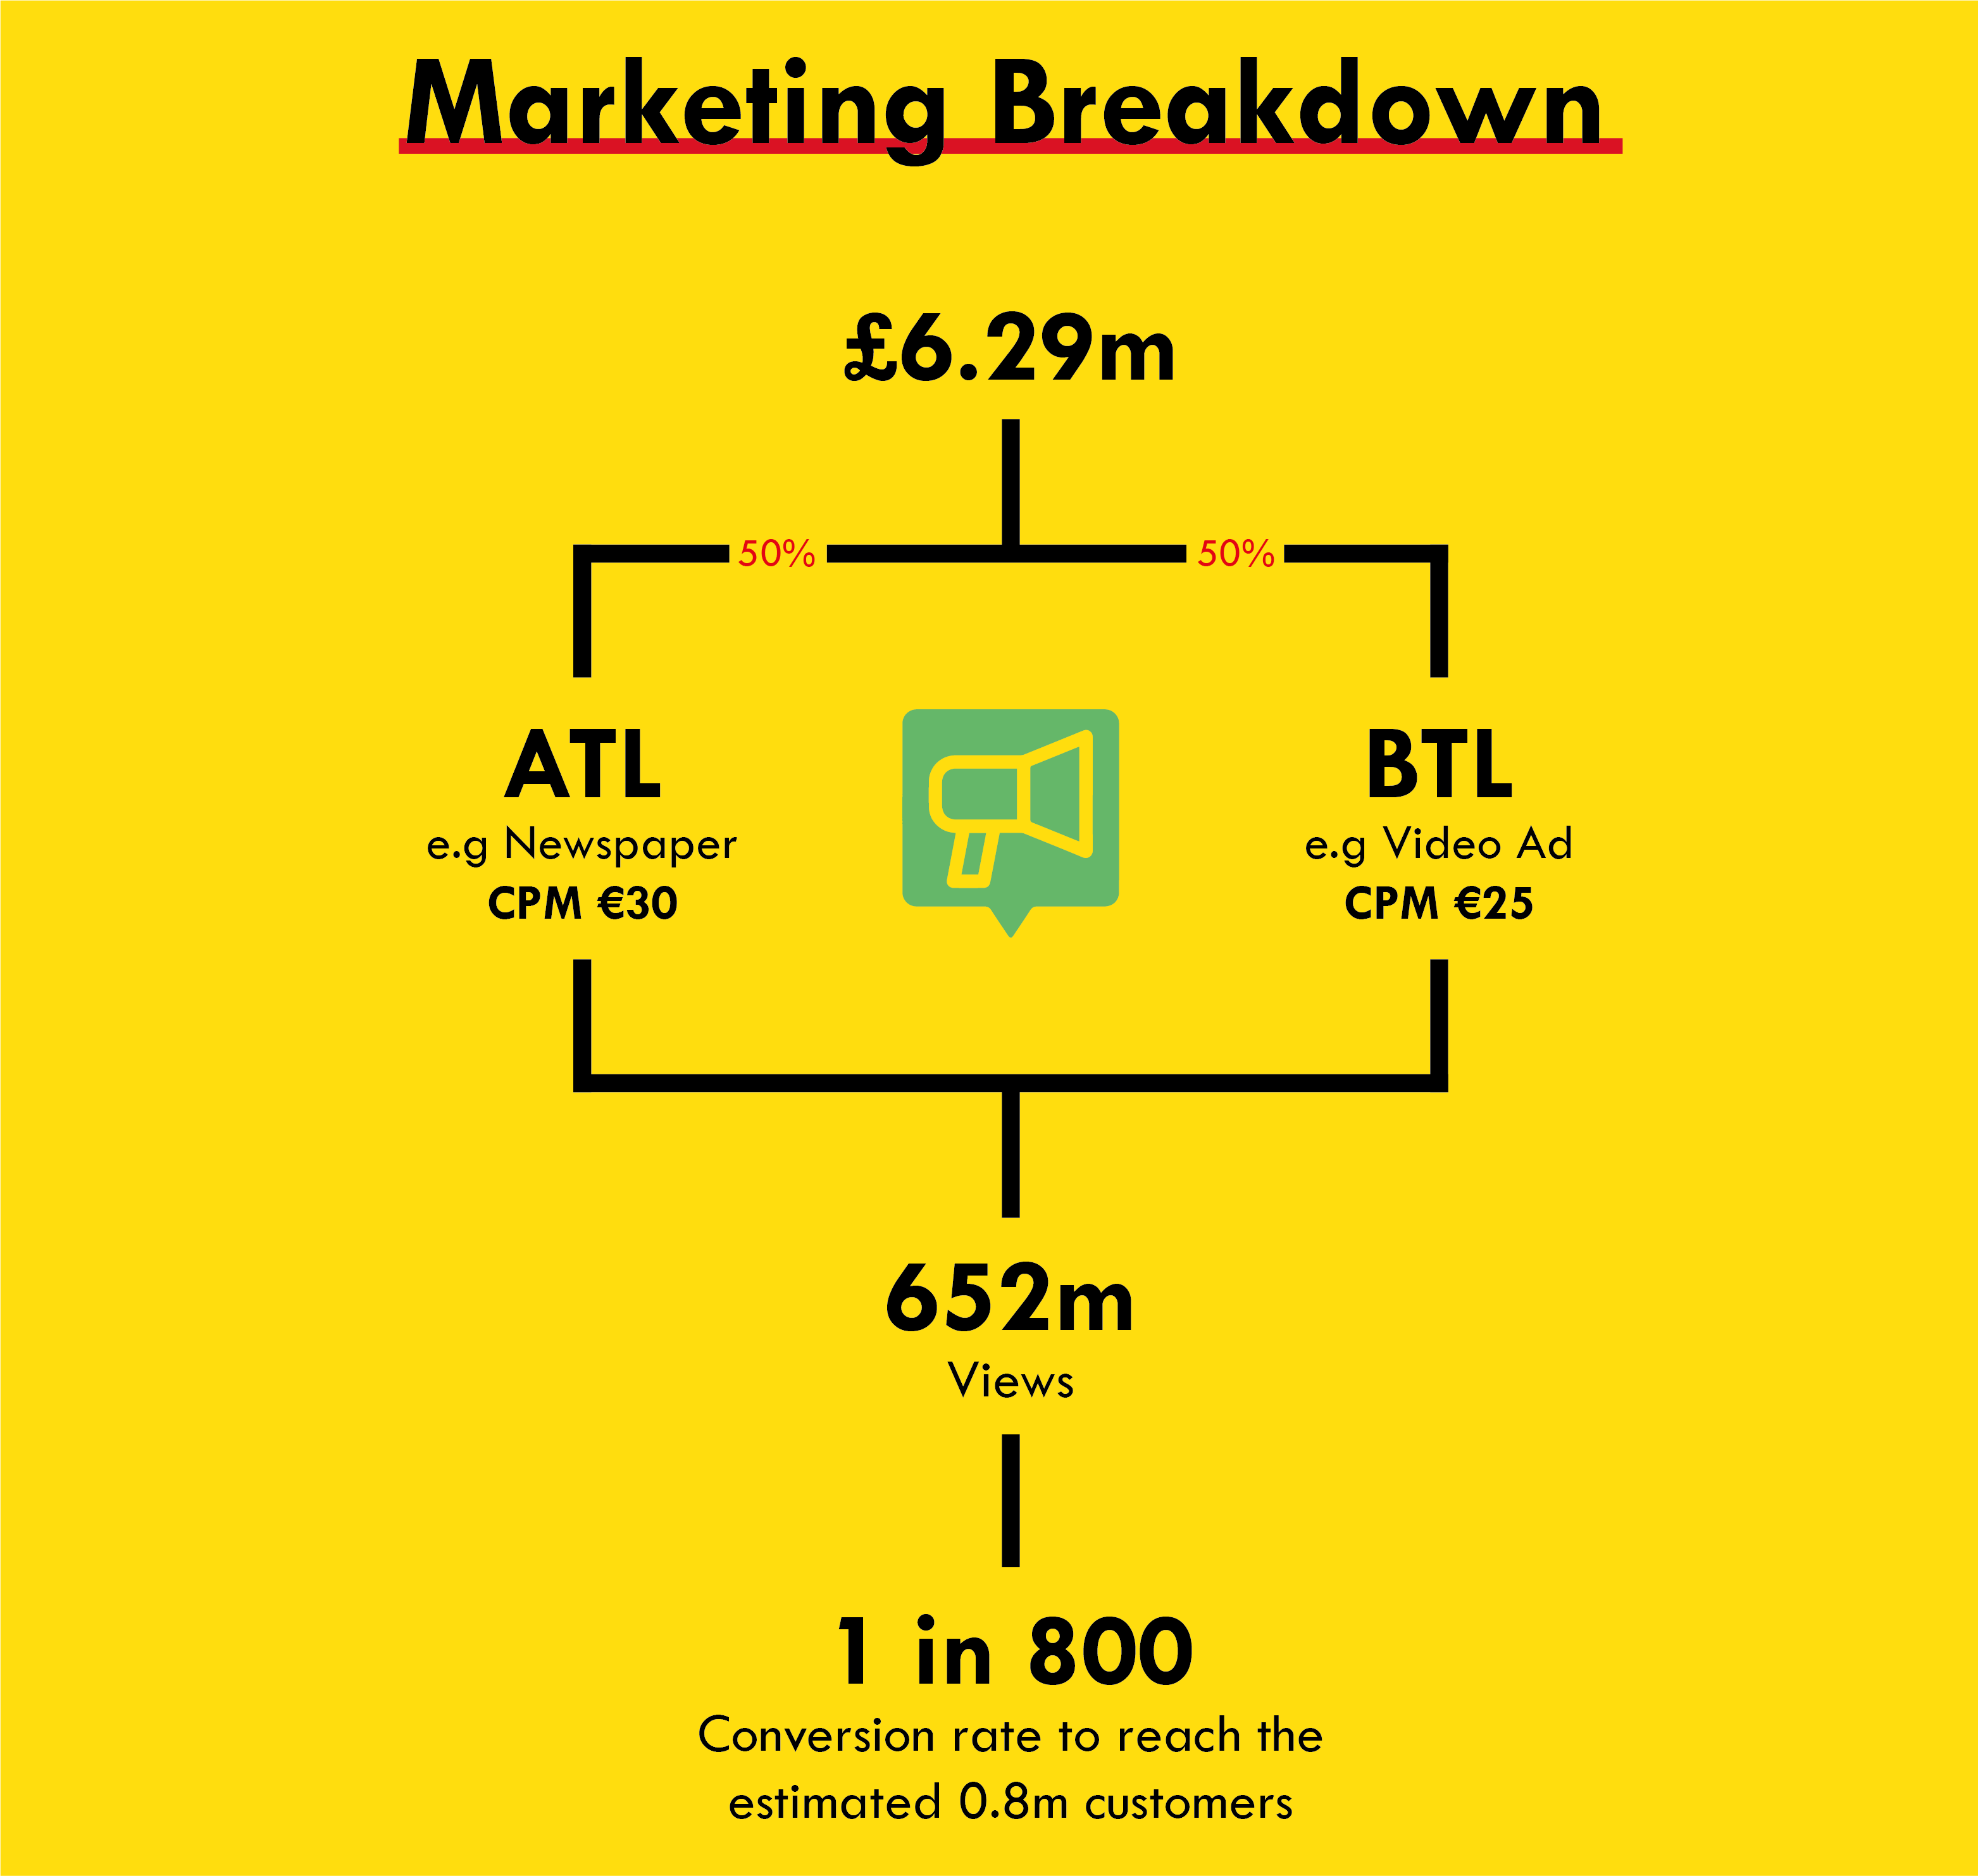 Marketing Breakdown
£6.29m
50%
50%
ATL
e.g Newspaper
CPM €30
BTL
e.g Video Ad
CPM €25
652m
Views
1 in 800
Conversion rate to reach the
estimated 0.8m customers